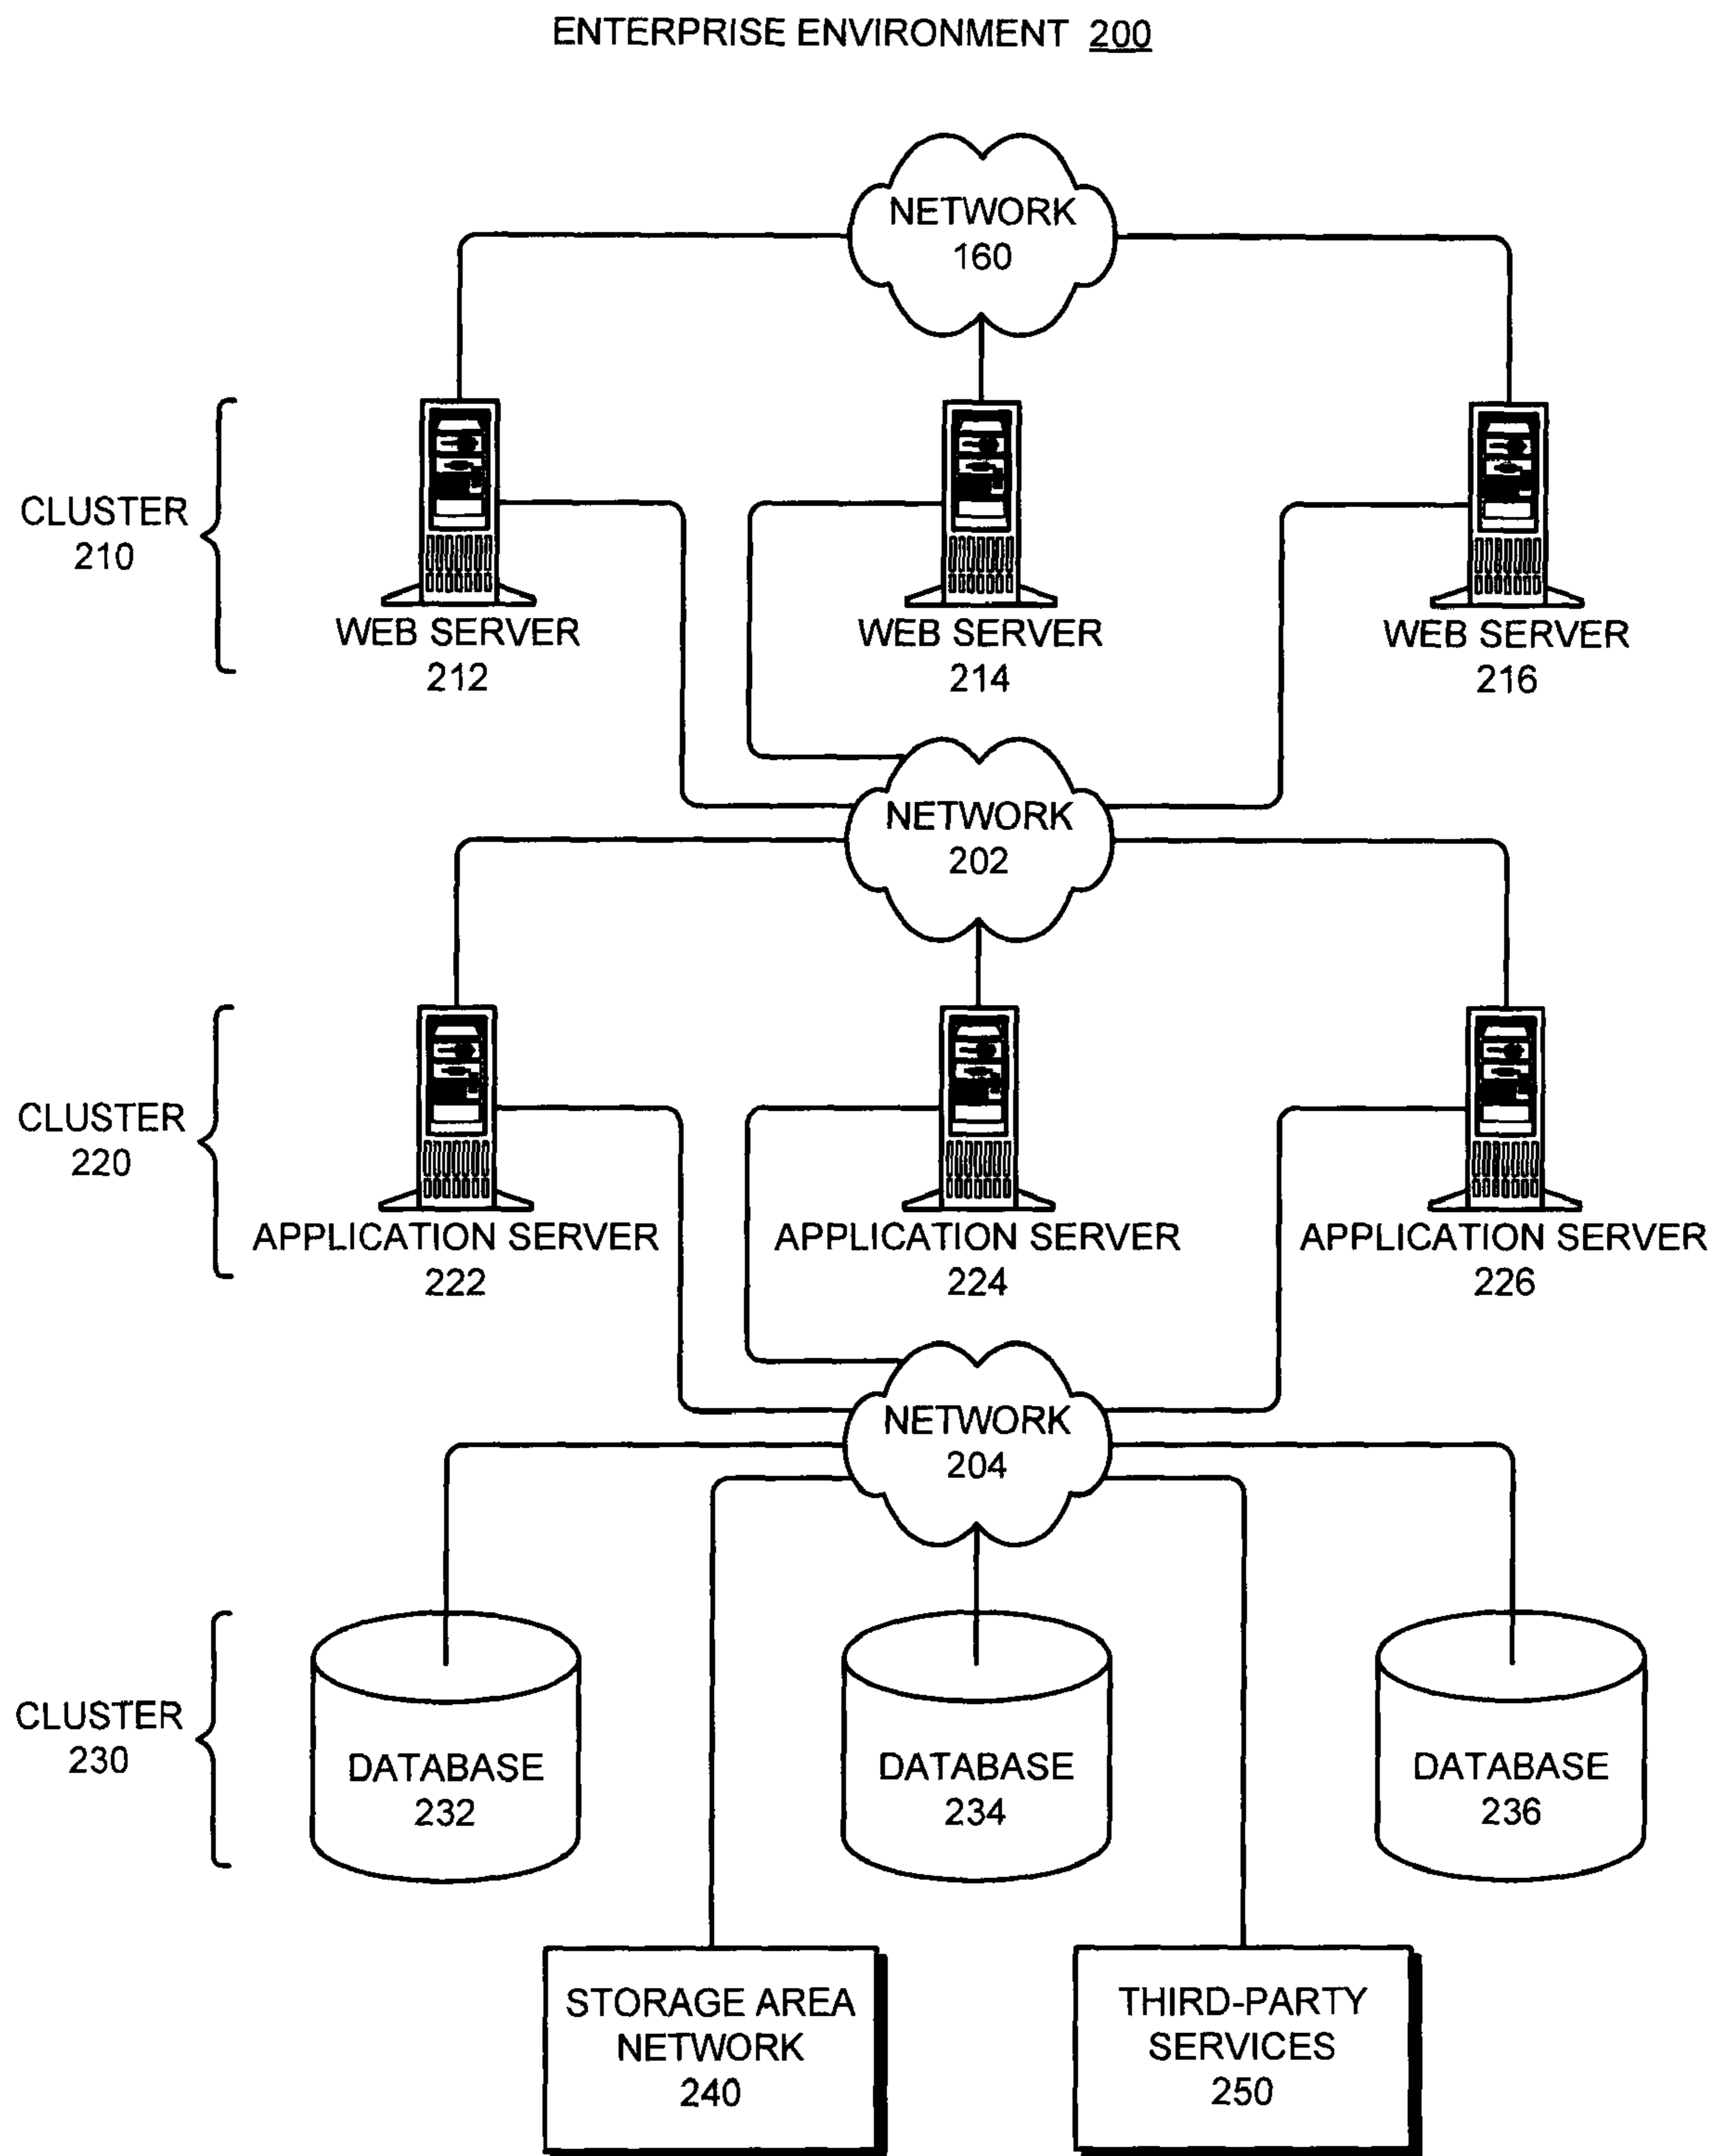 ENTERPRISE ENVIRONMENT 200
NETWORK
160
CLUSTER
210
WEB SERVER
212
WEB SERVER
214
WEB SERVER
216
NETWORK
202
CLUSTER
220
APPLICATION SERVER
222
APPLICATION SERVER
224
APPLICATION SERVER
226
NETWORK
204
CLUSTER
230
DATABASE
232
DATABASE
234
DATABASE
236
STORAGE AREA
NETWORK
240
THIRD-PARTY
SERVICES
250